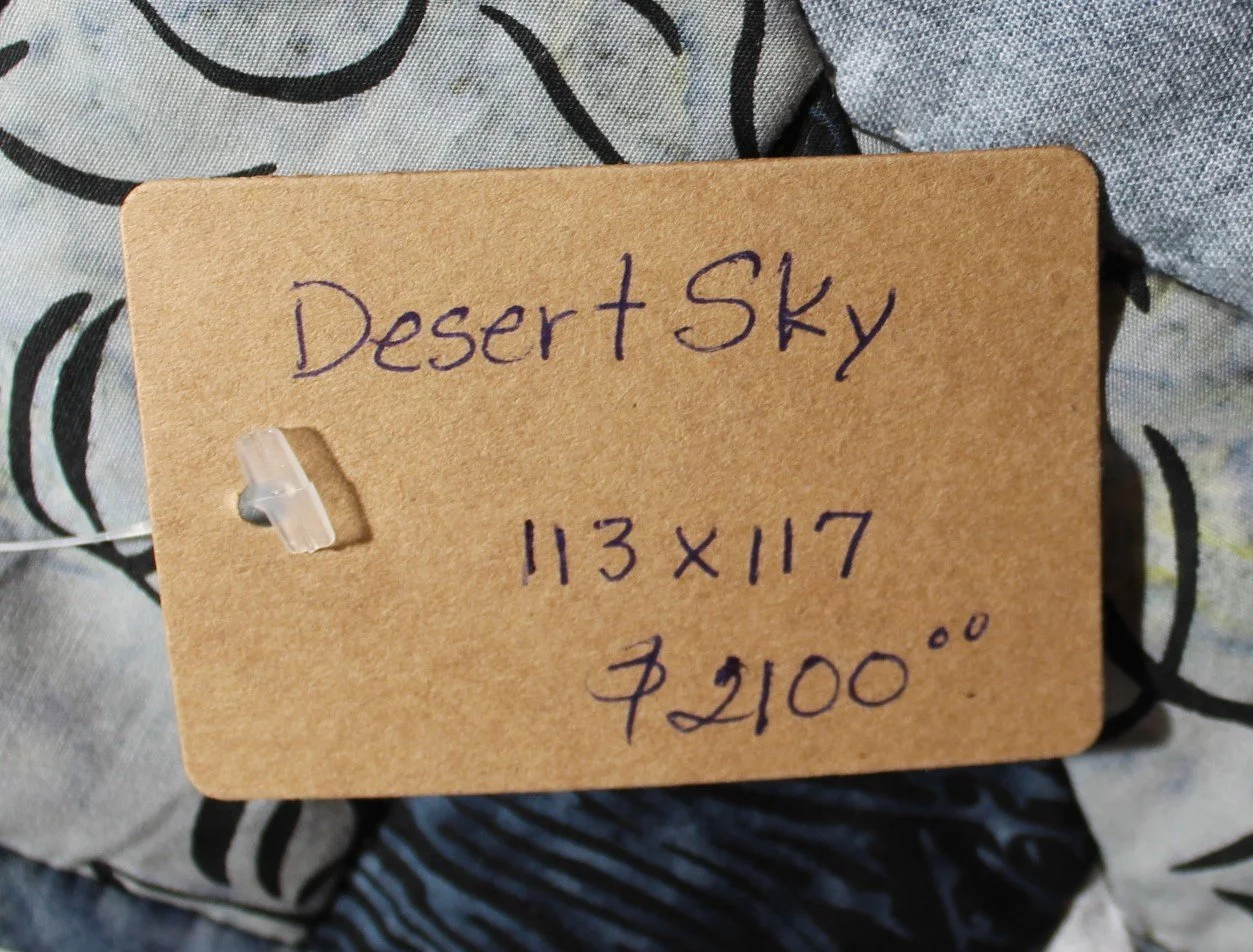 Desert Sky
113 x 117
$2100⁰⁰